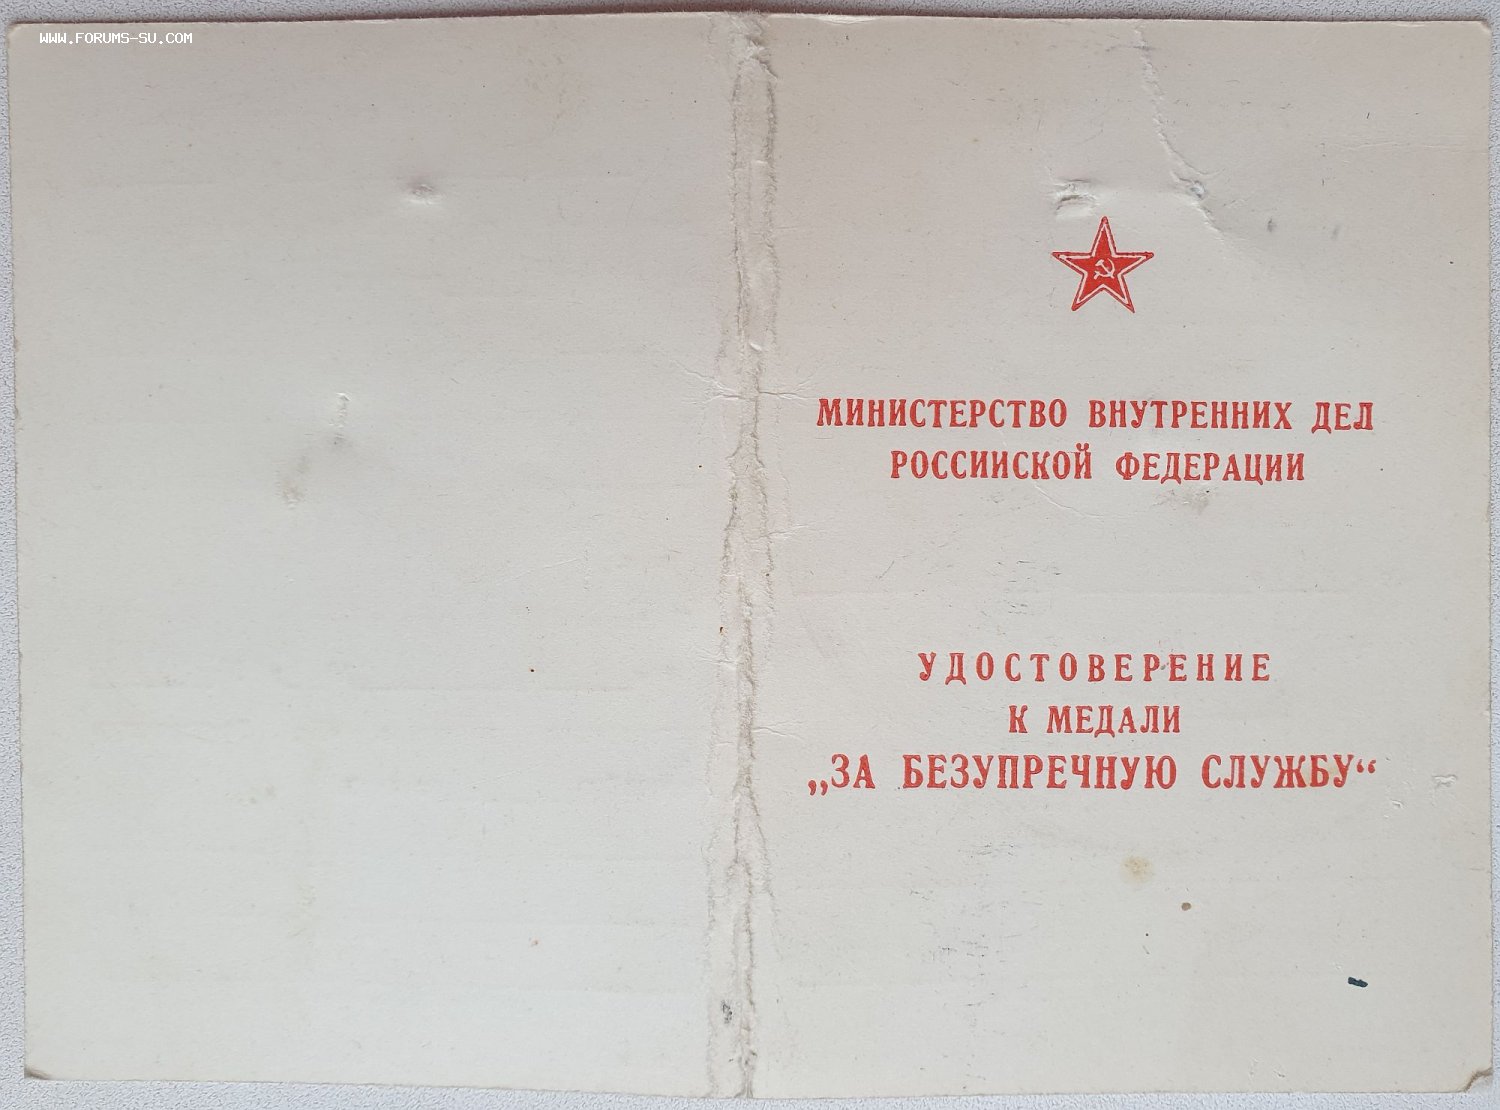 WWW.FORUMS-SU.COM
МИНИСТЕРСТВО ВНУТРЕННИХ ДЕЛ
РОССИИСКОЙ ФЕДЕРАЦИИ
УДОСТОВЕРЕНИЕ
К МЕДАЛИ
„ЗА БЕЗУПРЕЧНУЮ СЛУЖБУ“